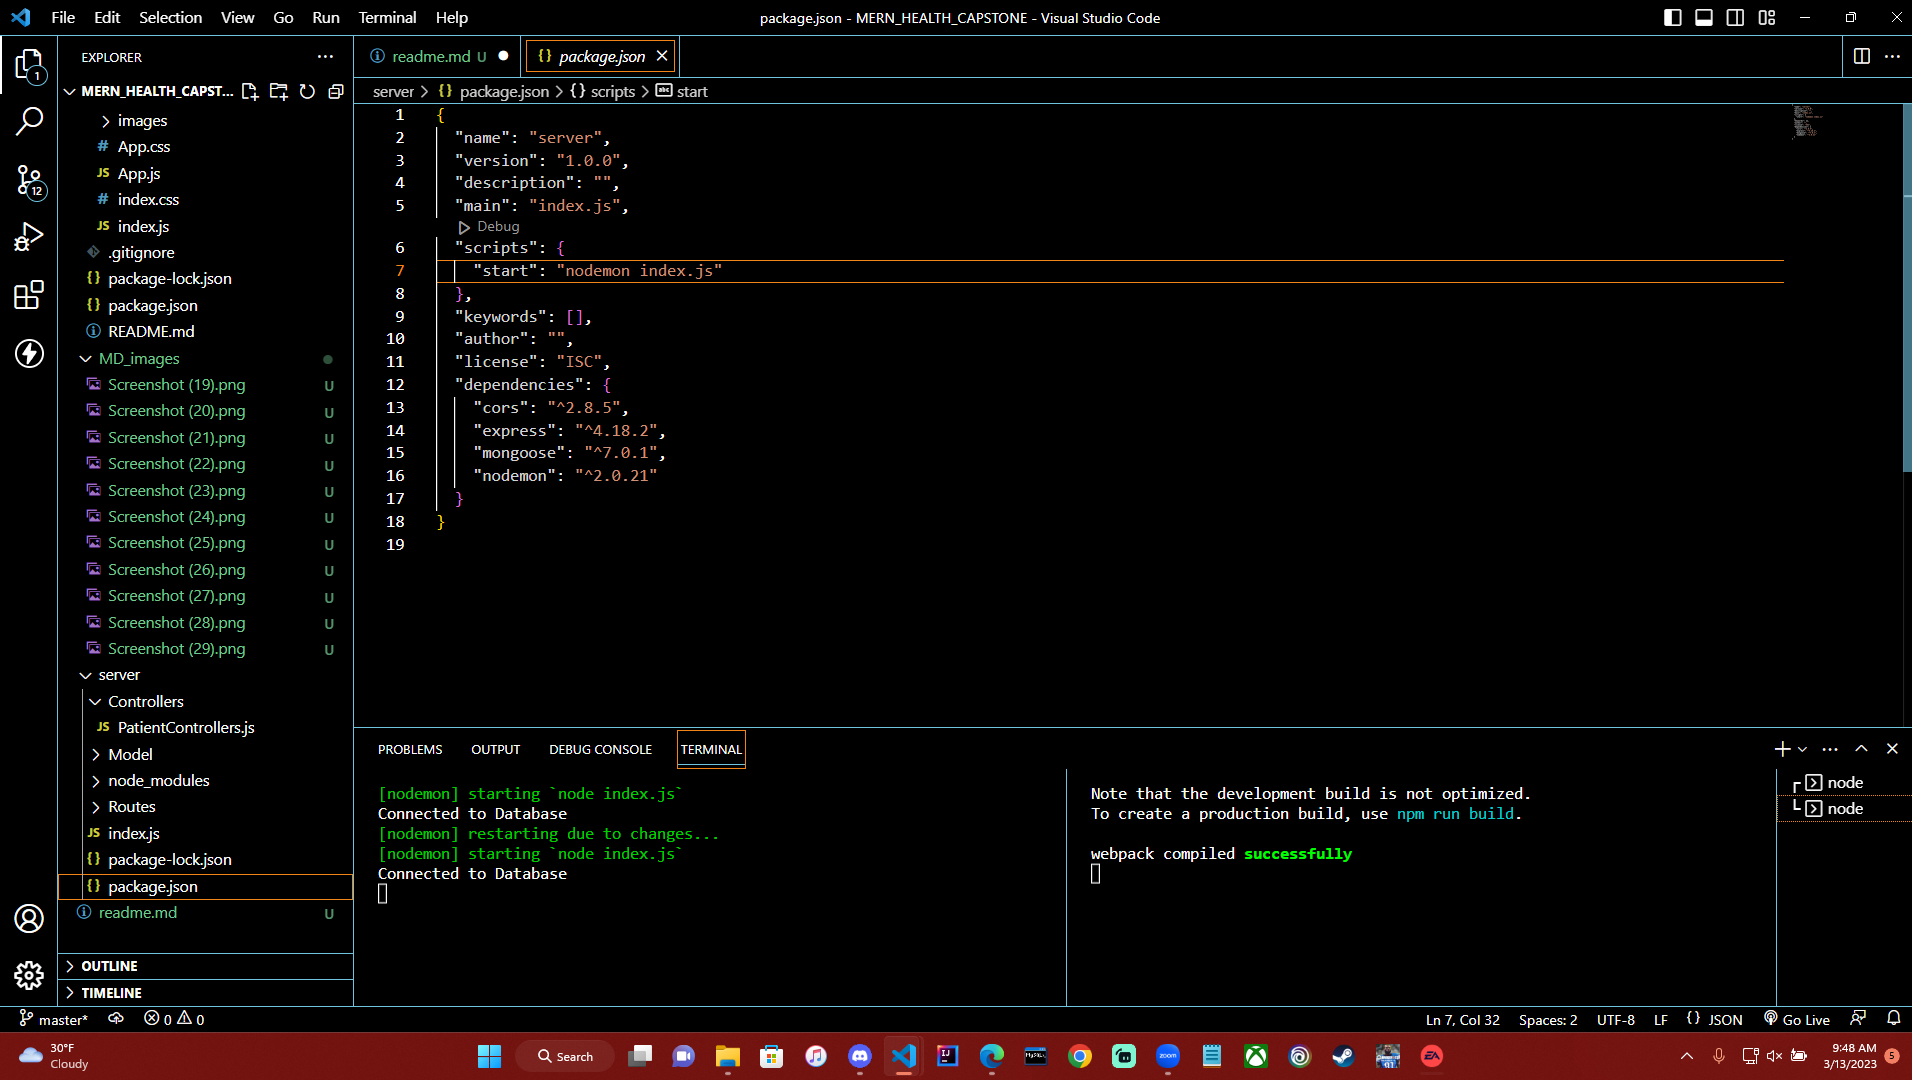 File Edit Selection View Go Run Terminal Help
package.json - MERN_HEALTH_CAPSTONE - Visual Studio Code
EXPLORER
MERN_HEALTH_CAPST...
images
# App.css
JS App.js
# index.css
JS index.js
.gitignore
{} package-lock.json
{} package.json
README.md
MD_images
Screenshot (19).png U
Screenshot (20).png U
Screenshot (21).png U
Screenshot (22).png U
Screenshot (23).png U
Screenshot (24).png U
Screenshot (25).png U
Screenshot (26).png U
Screenshot (27).png U
Screenshot (28).png U
Screenshot (29).png U
server
Controllers
JS PatientControllers.js
Model
node_modules
Routes
JS index.js
{} package-lock.json
{} package.json
readme.md U
OUTLINE
TIMELINE
1
12
readme.md U
{} package.json
server > {} package.json > {} scripts > abc start
1 {
2 "name": "server",
3 "version": "1.0.0",
4 "description": "",
5 "main": "index.js",
Debug
6 "scripts": {
7 "start": "nodemon index.js"
8 },
9 "keywords": [],
10 "author": "",
11 "license": "ISC",
12 "dependencies": {
13 "cors": "^2.8.5",
14 "express": "^4.18.2",
15 "mongoose": "^7.0.1",
16 "nodemon": "^2.0.21"
17 }
18 }
19
PROBLEMS OUTPUT DEBUG CONSOLE TERMINAL
[nodemon] starting `node index.js`
Connected to Database
[nodemon] restarting due to changes...
[nodemon] starting `node index.js`
Connected to Database
Note that the development build is not optimized.
To create a production build, use npm run build.
webpack compiled successfully
node
node
master* 0 0
Ln 7, Col 32 Spaces: 2 UTF-8 LF {} JSON Go Live
30°F
Cloudy
Search
IJ
MySQL
zoom
EA
9:48 AM
3/13/2023
5